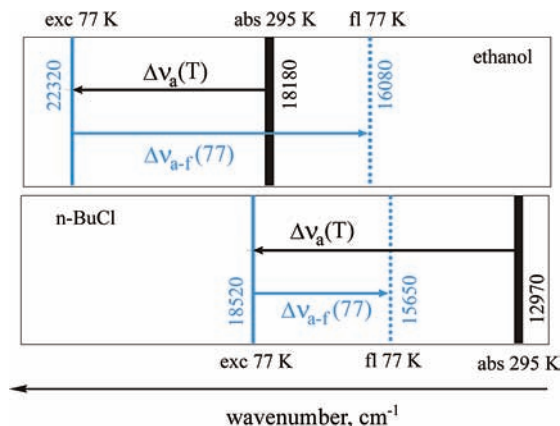 exc 77 K abs 295 K fl 77 K
ethanol
Δνₐ(T)
22320
18180
16080
Δνₐ₋f(77)
n-BuCl
Δνₐ(T)
18520
Δνₐ₋f(77)
15650
12970
exc 77 K fl 77 K abs 295 K
wavenumber, cm⁻¹